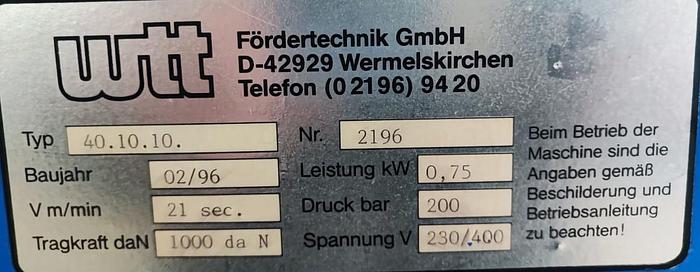 wtt
Fördertechnik GmbH
D-42929 Wermelskirchen
Telefon (0 21 96) 94 20
Typ 40.10.10. Nr. 2196
Baujahr 02/96 Leistung kW 0,75
V m/min 21 sec. Druck bar 200
Tragkraft daN 1000 da N Spannung V 230/400
Beim Betrieb der
Maschine sind die
Angaben gemäß
Beschilderung und
Betriebsanleitung
zu beachten!